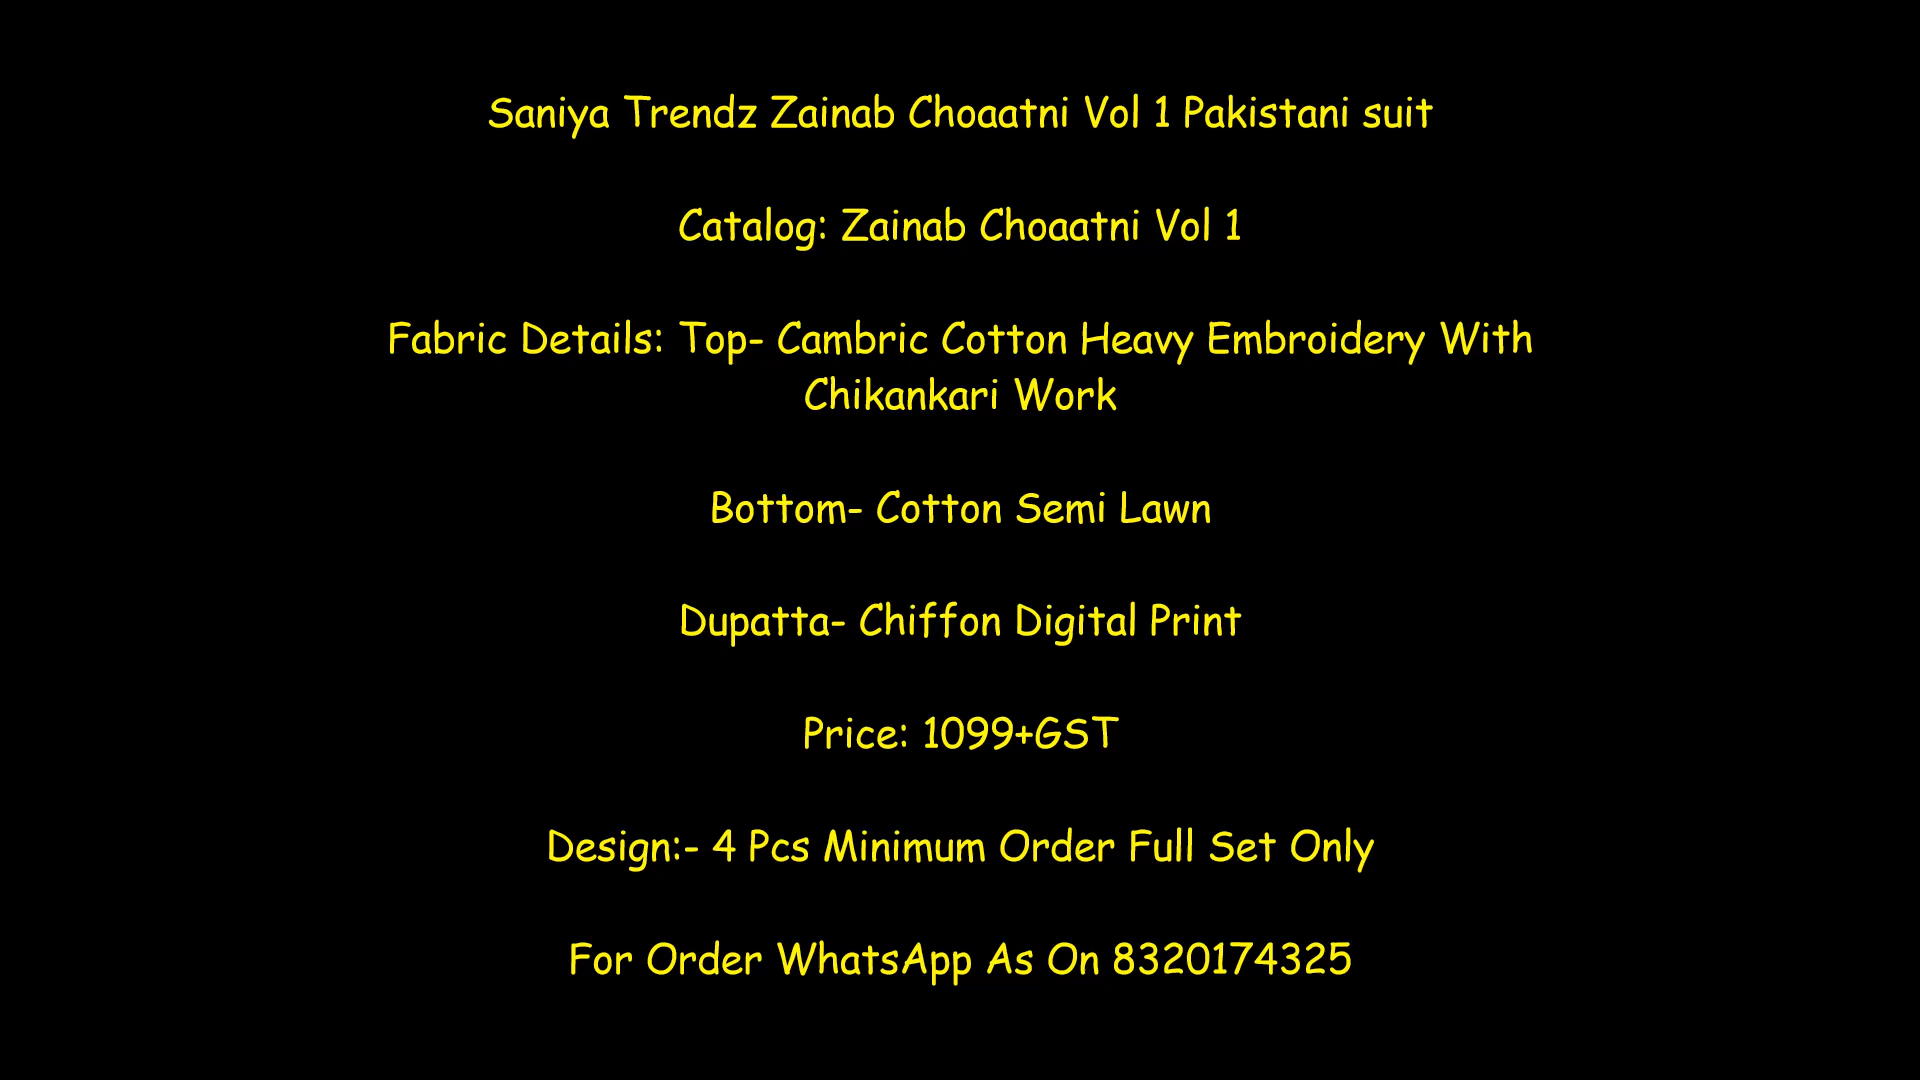 Saniya Trendz Zainab Choaatni Vol 1 Pakistani suit
Catalog: Zainab Choaatni Vol 1
Fabric Details: Top- Cambric Cotton Heavy Embroidery With
Chikankari Work
Bottom- Cotton Semi Lawn
Dupatta- Chiffon Digital Print
Price: 1099+GST
Design:- 4 Pcs Minimum Order Full Set Only
For Order WhatsApp As On 8320174325